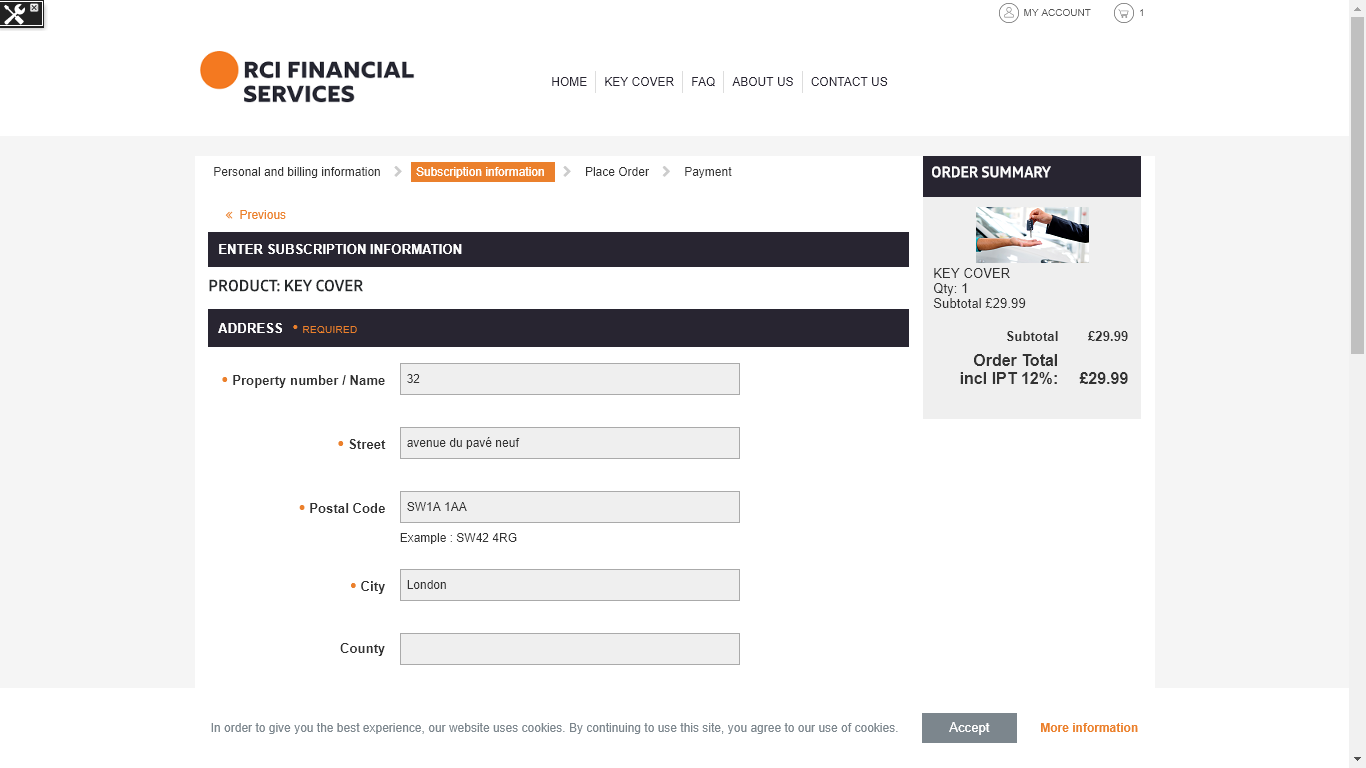 MY ACCOUNT
1
RCI FINANCIAL
SERVICES
HOME
KEY COVER
FAQ
ABOUT US
CONTACT US
Personal and billing information
Subscription information
Place Order
Payment
« Previous
ENTER SUBSCRIPTION INFORMATION
PRODUCT: KEY COVER
ADDRESS • REQUIRED
• Property number / Name
32
• Street
avenue du pavé neuf
• Postal Code
SW1A 1AA
Example : SW42 4RG
• City
London
County
ORDER SUMMARY
KEY COVER
Qty: 1
Subtotal £29.99
Subtotal £29.99
Order Total
incl IPT 12%: £29.99
In order to give you the best experience, our website uses cookies. By continuing to use this site, you agree to our use of cookies.
Accept
More information